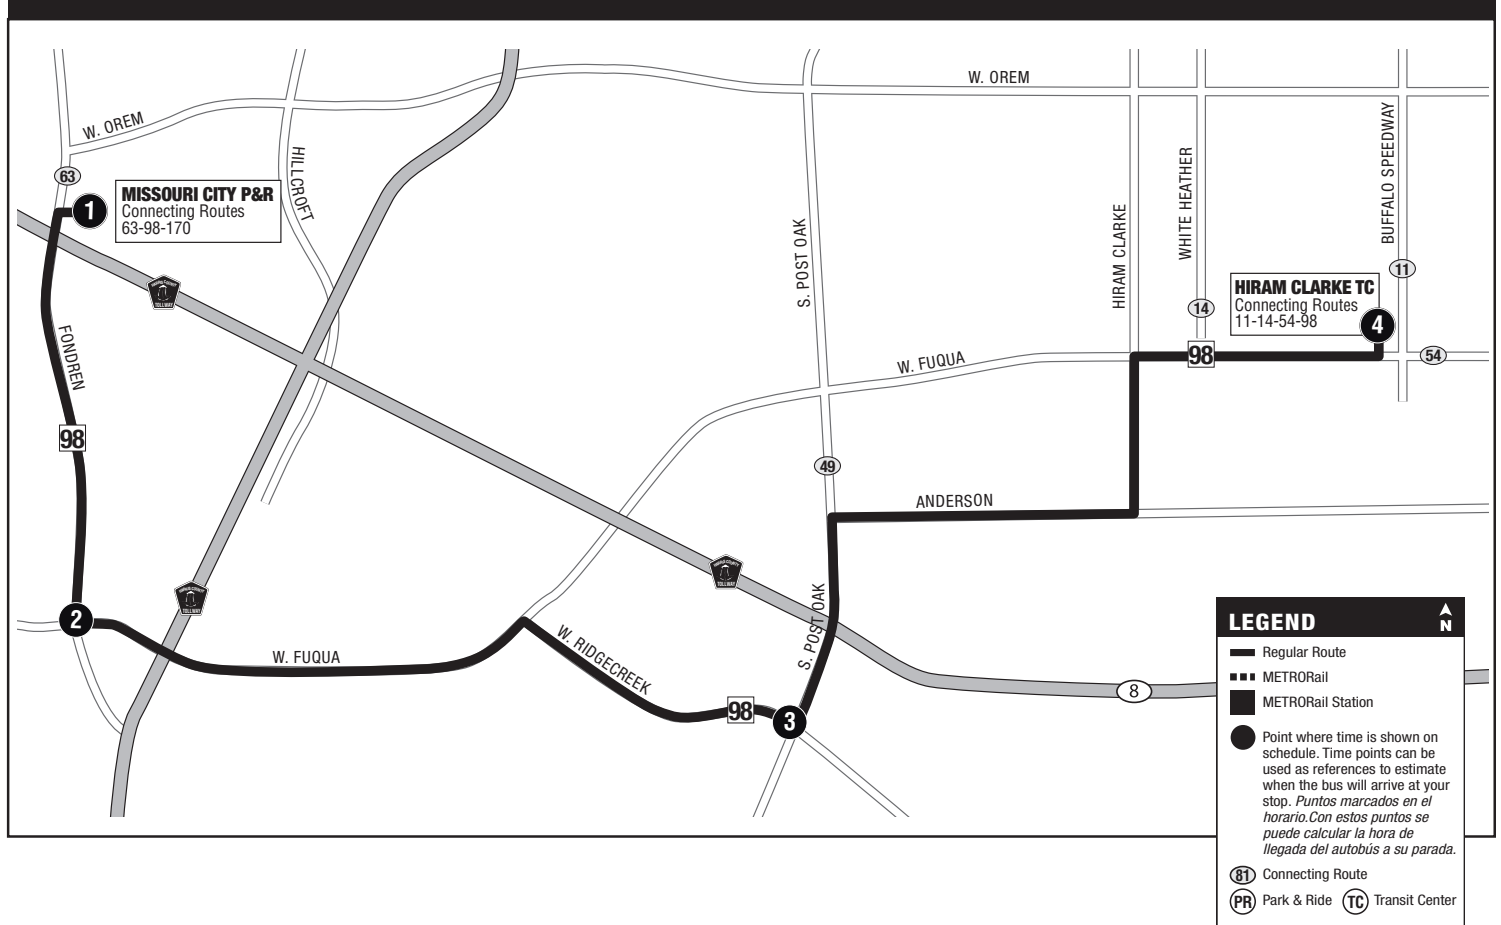 W. OREM
W. OREM
63
1
MISSOURI CITY P&R
Connecting Routes
63-98-170
HILLCROFT
S. POST OAK
HIRAM CLARKE
WHITE HEATHER
BUFFALO SPEEDWAY
11
14
HIRAM CLARKE TC
Connecting Routes
11-14-54-98
4
TOLLWAY
FONDREN
W. FUQUA
98
54
98
49
ANDERSON
TOLLWAY
TOLLWAY
2
W. FUQUA
W. RIDGECREEK
S. POST OAK
98
3
8
LEGEND
N
Regular Route
METRORail
METRORail Station
Point where time is shown on
schedule. Time points can be
used as references to estimate
when the bus will arrive at your
stop. Puntos marcados en el
horario.Con estos puntos se
puede calcular la hora de
llegada del autobús a su parada.
81 Connecting Route
PR Park & Ride TC Transit Center